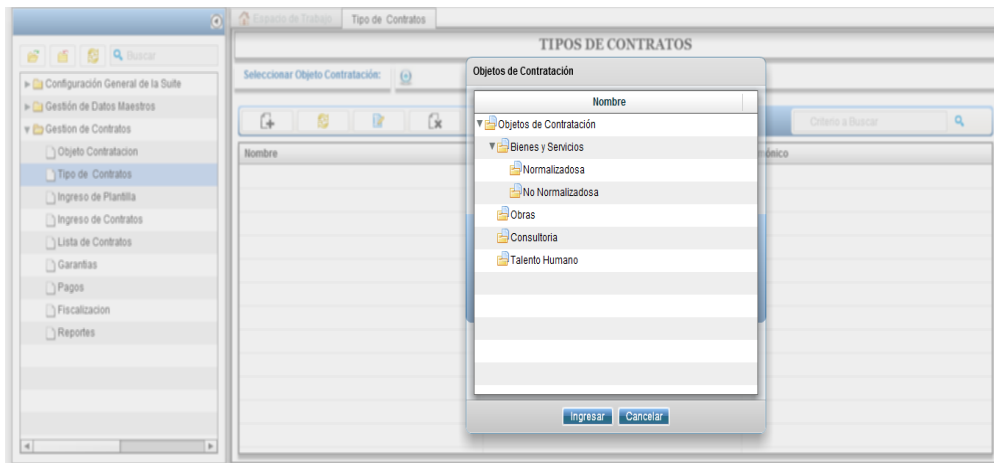 Espacio de Trabajo
Tipo de Contratos
TIPOS DE CONTRATOS
Buscar
Seleccionar Objeto Contratación:
Configuración General de la Suite
Gestión de Datos Maestros
Gestion de Contratos
Objeto Contratacion
Tipo de Contratos
Ingreso de Plantilla
Ingreso de Contratos
Lista de Contratos
Garantias
Pagos
Fiscalizacion
Reportes
Criterio a Buscar
Nombre
Objetos de Contratación
Nombre
Objetos de Contratación
Bienes y Servicios
Normalizadosa
No Normalizadosa
Obras
Consultoria
Talento Humano
Ingresar
Cancelar